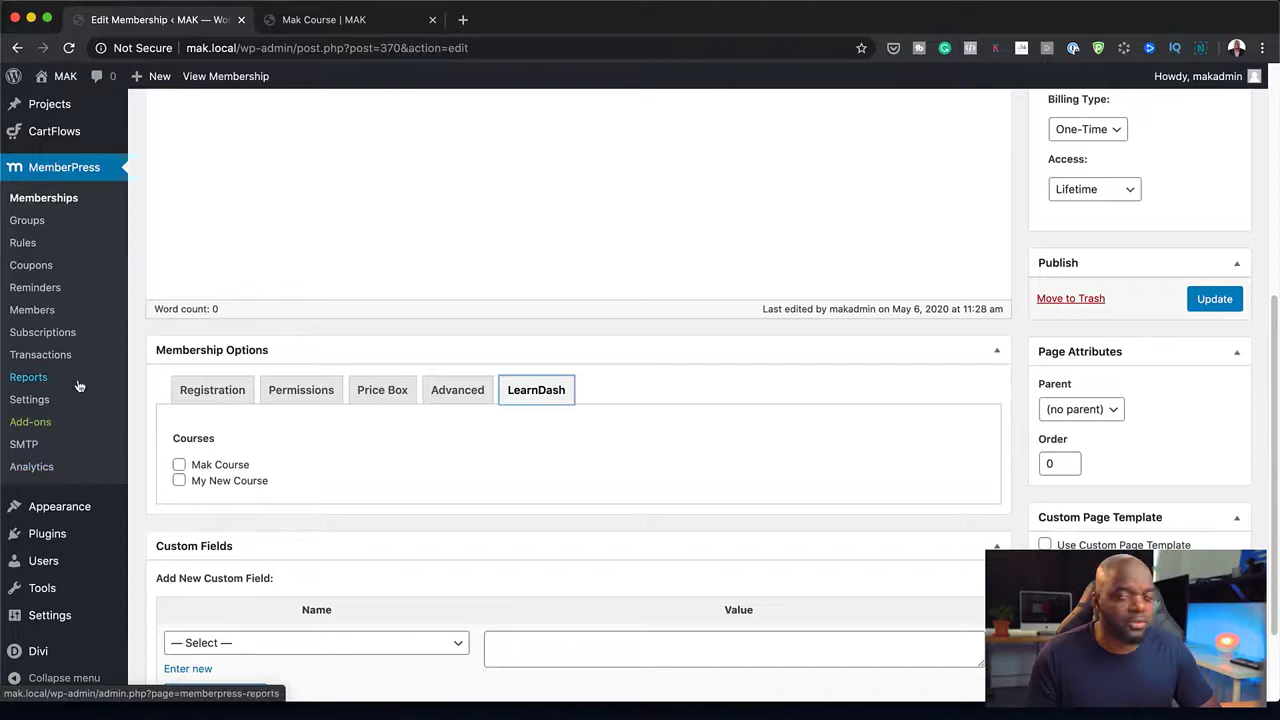 Edit Membership ‹ MAK — Wo
Mak Course | MAK
Not Secure
mak.local/wp-admin/post.php?post=370&action=edit
MAK
0
New
View Membership
Howdy, makadmin
Projects
CartFlows
MemberPress
Memberships
Groups
Rules
Coupons
Reminders
Members
Subscriptions
Transactions
Reports
Settings
Add-ons
SMTP
Analytics
Appearance
Plugins
Users
Tools
Settings
Divi
Collapse menu
mak.local/wp-admin/admin.php?page=memberpress-reports
Word count: 0
Last edited by makadmin on May 6, 2020 at 11:28 am
Membership Options
Registration
Permissions
Price Box
Advanced
LearnDash
Courses
Mak Course
My New Course
Custom Fields
Add New Custom Field:
Name
Value
— Select —
Enter new
Billing Type:
One-Time
Access:
Lifetime
Publish
Move to Trash
Update
Page Attributes
Parent
(no parent)
Order
0
Custom Page Template
Use Custom Page Template